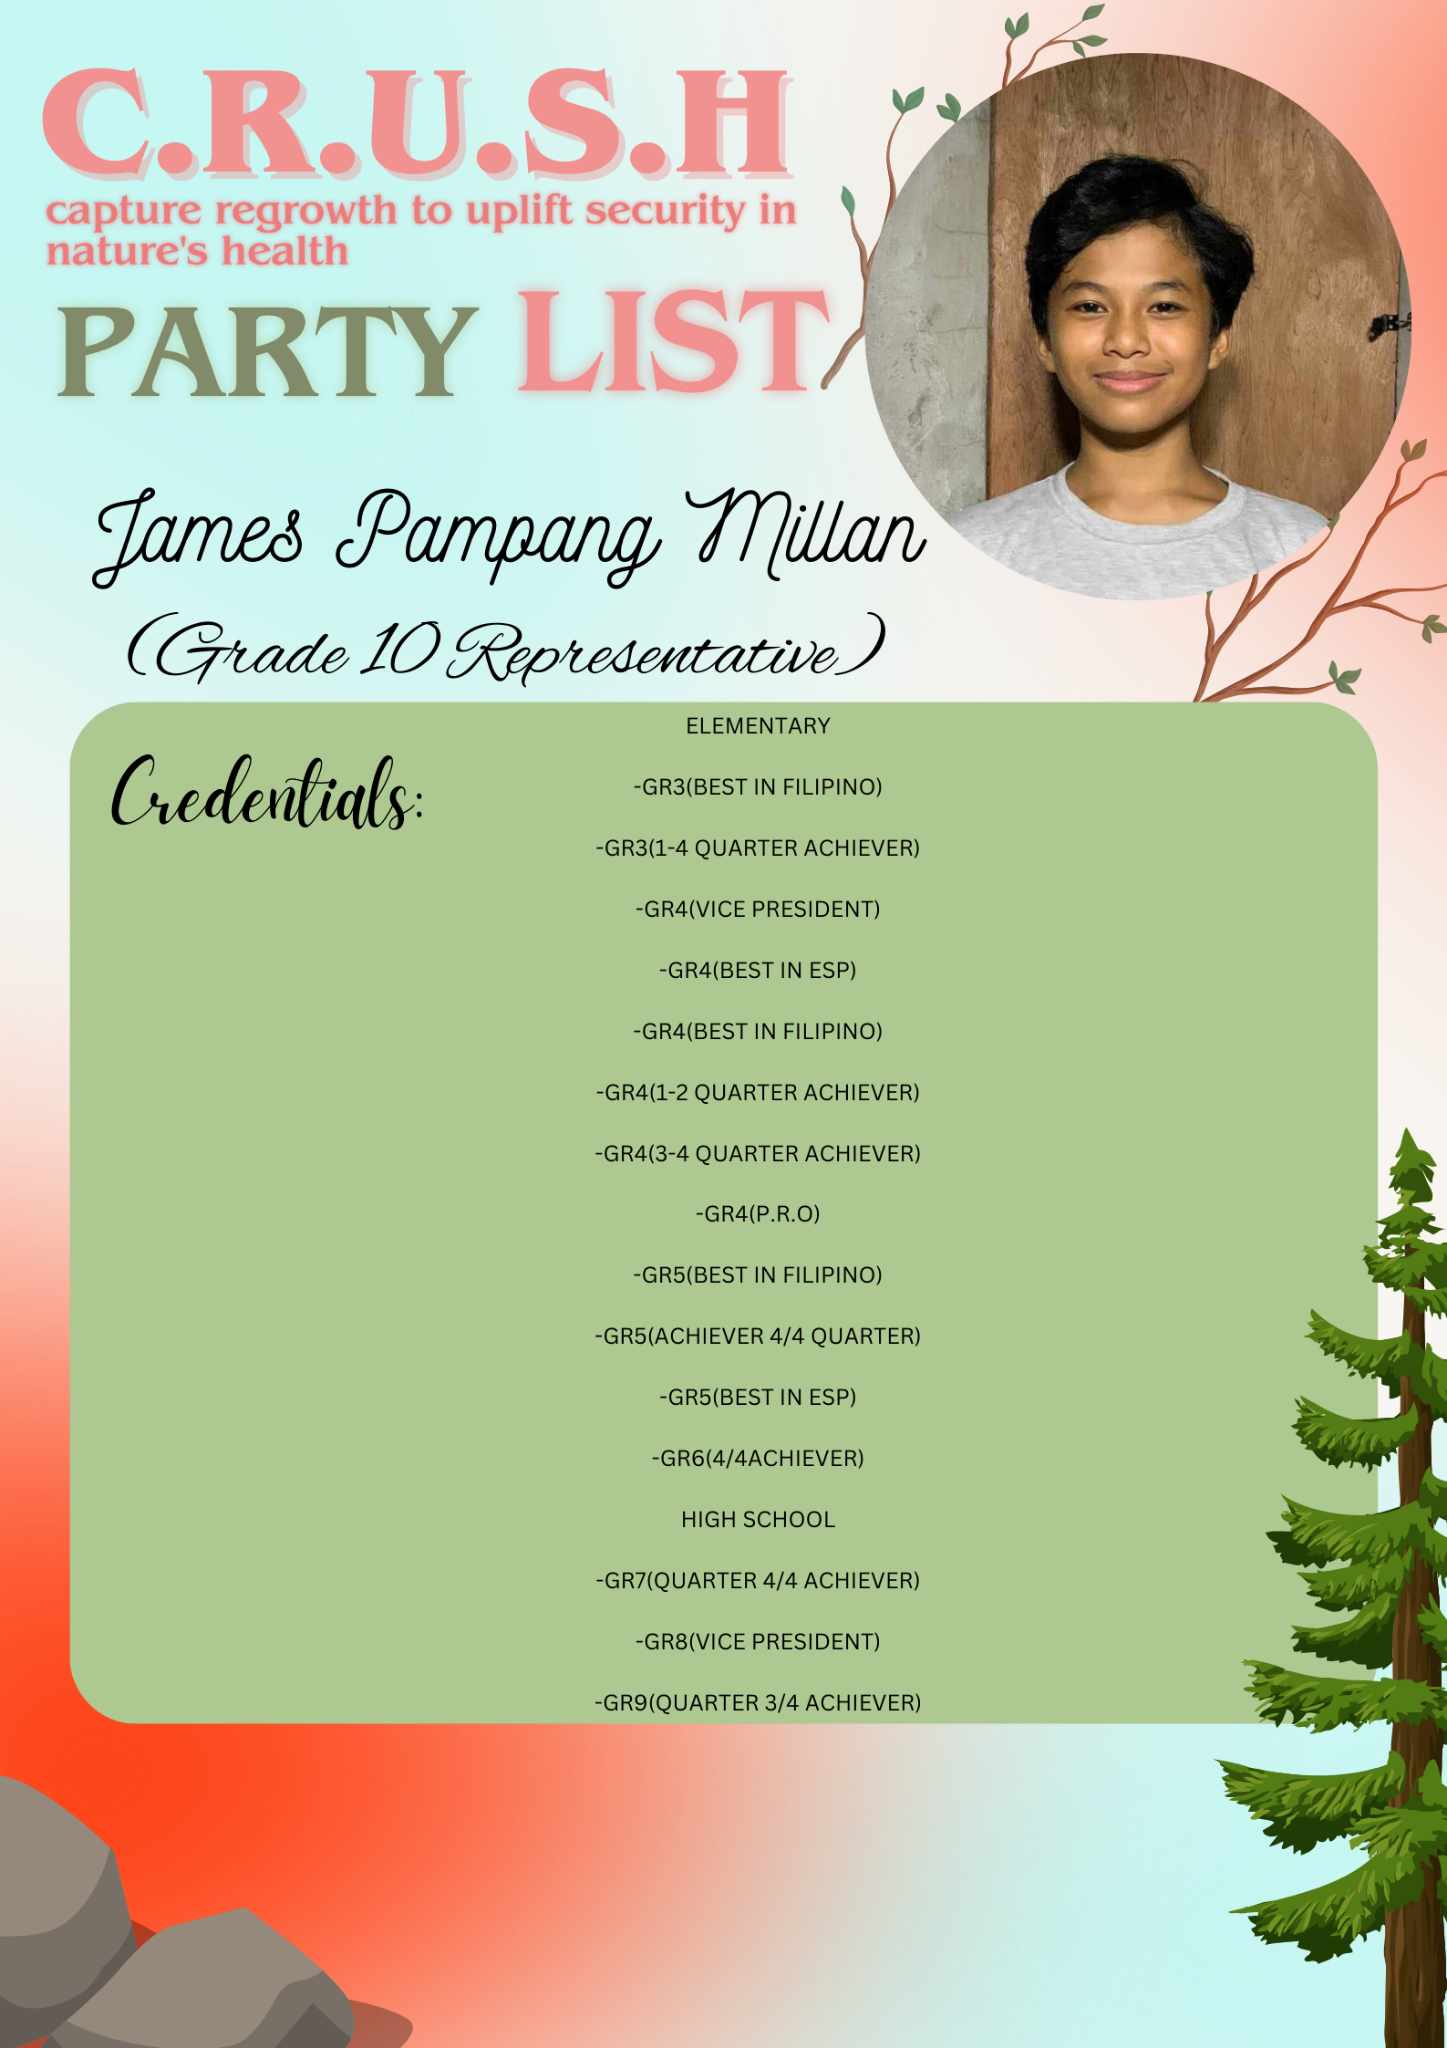 C.R.U.S.H
capture regrowth to uplift security in
nature's health
PARTY LIST
James Pampang Millan
(Grade 10 Representative)
Credentials:
ELEMENTARY
-GR3(BEST IN FILIPINO)
-GR3(1-4 QUARTER ACHIEVER)
-GR4(VICE PRESIDENT)
-GR4(BEST IN ESP)
-GR4(BEST IN FILIPINO)
-GR4(1-2 QUARTER ACHIEVER)
-GR4(3-4 QUARTER ACHIEVER)
-GR4(P.R.O)
-GR5(BEST IN FILIPINO)
-GR5(ACHIEVER 4/4 QUARTER)
-GR5(BEST IN ESP)
-GR6(4/4ACHIEVER)
HIGH SCHOOL
-GR7(QUARTER 4/4 ACHIEVER)
-GR8(VICE PRESIDENT)
-GR9(QUARTER 3/4 ACHIEVER)